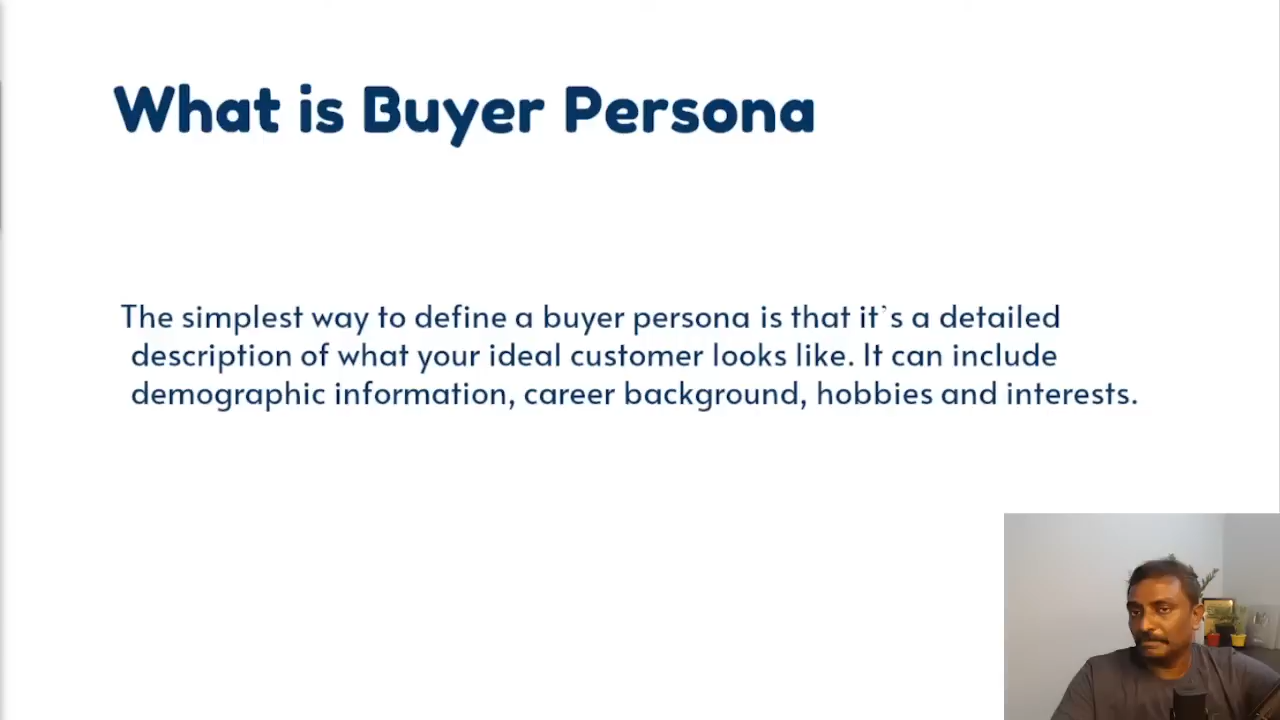 What is Buyer Persona
The simplest way to define a buyer persona is that it`s a detailed
description of what your ideal customer looks like. It can include
demographic information, career background, hobbies and interests.